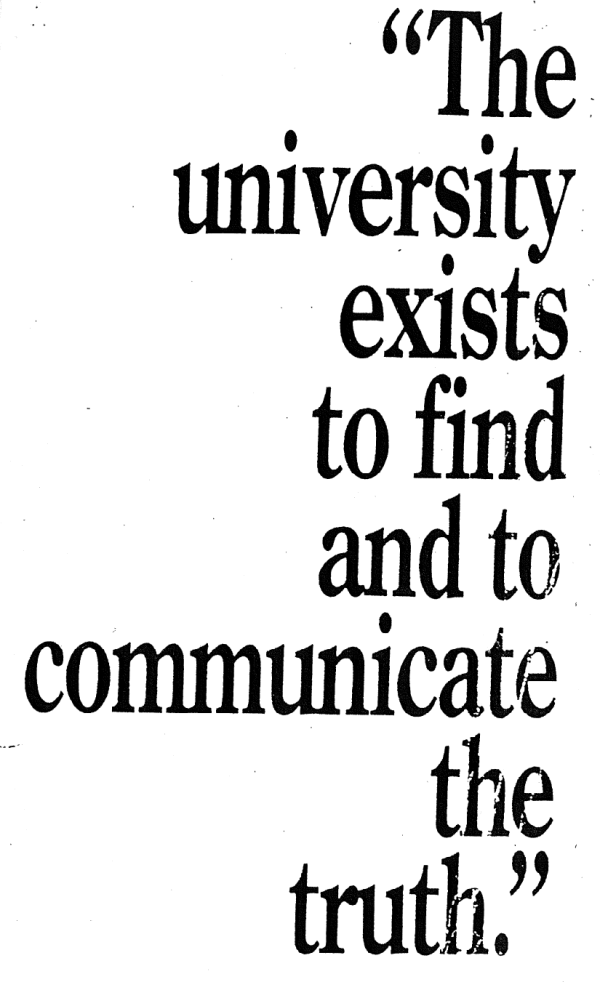 “The
university
exists
to find
and to
communicate
the
truth.”